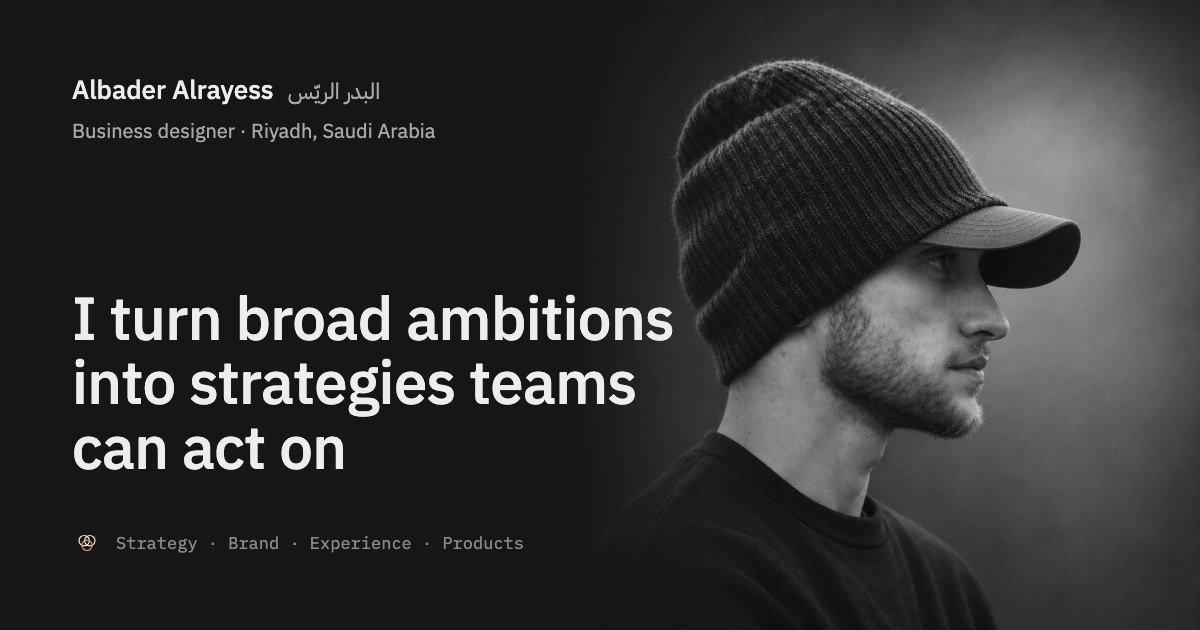 Albader Alrayess البدر الريّس
Business designer · Riyadh, Saudi Arabia
I turn broad ambitions
into strategies teams
can act on
Strategy · Brand · Experience · Products